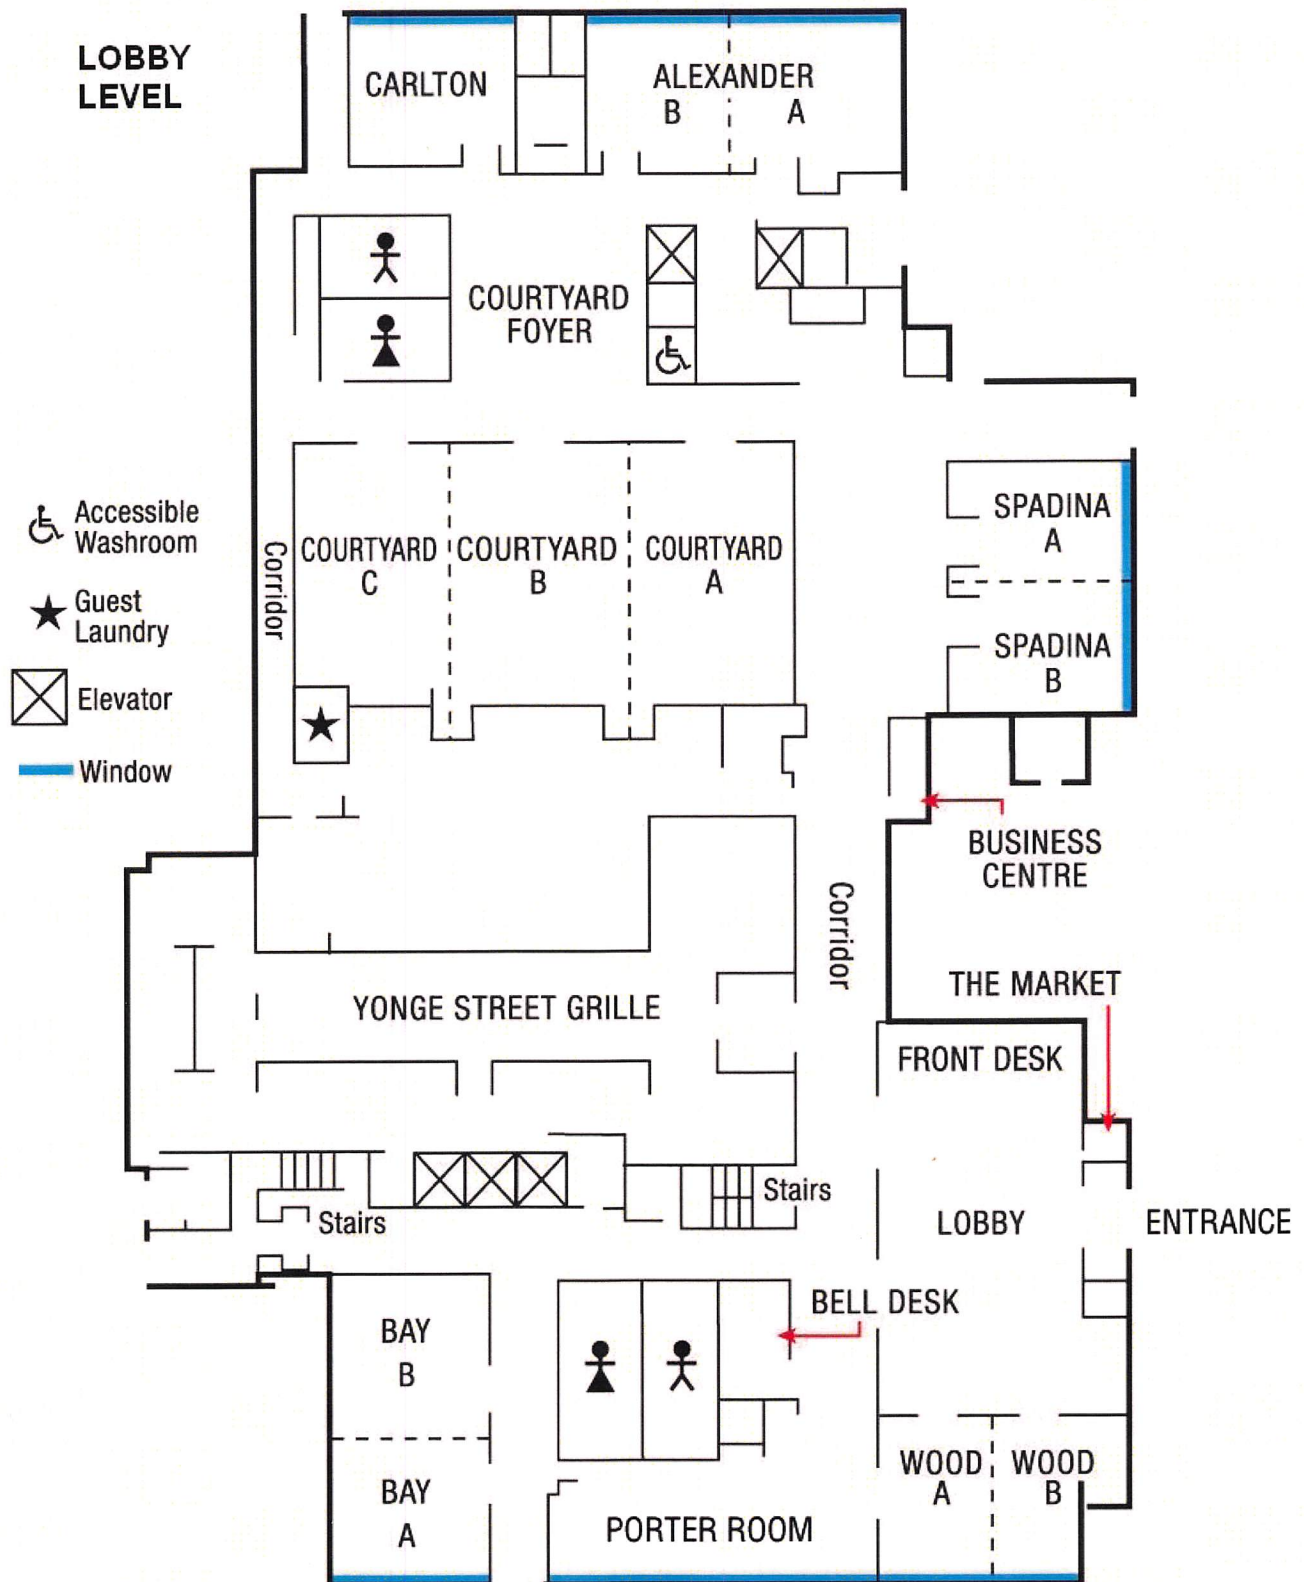 LOBBY
LEVEL
CARLTON
ALEXANDER
B
A
COURTYARD
FOYER
Accessible
Washroom
Guest
Laundry
Elevator
Window
Corridor
COURTYARD
C
COURTYARD
B
COURTYARD
A
SPADINA
A
SPADINA
B
BUSINESS
CENTRE
Corridor
THE MARKET
YONGE STREET GRILLE
FRONT DESK
Stairs
Stairs
LOBBY
ENTRANCE
BELL DESK
BAY
B
BAY
A
WOOD
A
WOOD
B
PORTER ROOM